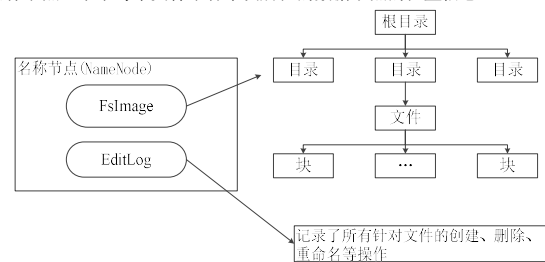 根目录
名称节点(NameNode)
目录
目录
目录
FsImage
文件
EditLog
块
…
块
记录了所有针对文件的创建、删除、
重命名等操作